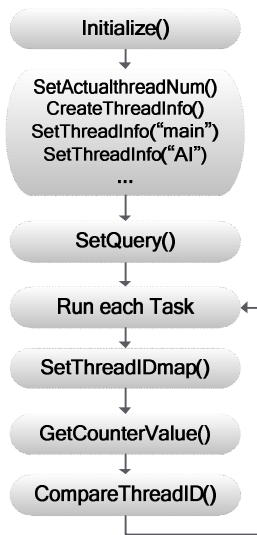 Initialize()
SetActualthreadNum()
CreateThreadInfo()
SetThreadInfo(“main”)
SetThreadInfo(“AI”)
...
SetQuery()
Run each Task
SetThreadIDmap()
GetCounterValue()
CompareThreadID()